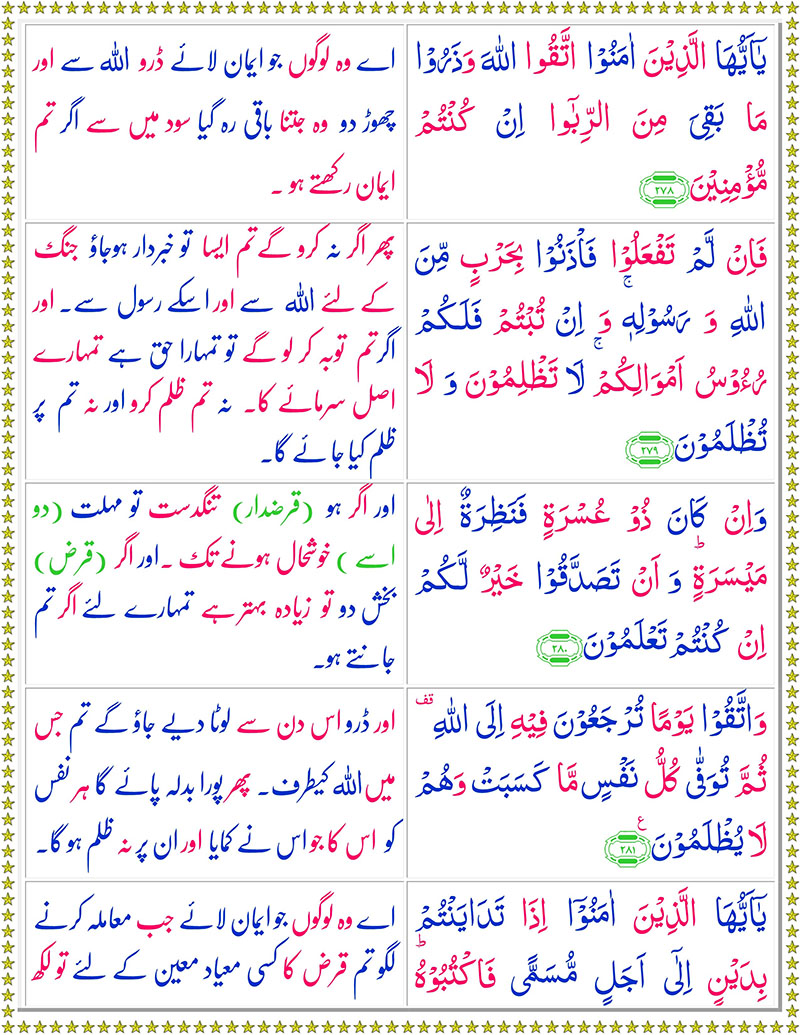 يٰۤاَيُّهَا الَّذِيۡنَ اٰمَنُوۡا اتَّقُوا اللّٰهَ وَذَرُوۡا
مَا بَقِىَ مِنَ الرِّبٰٓوا اِنۡ كُنۡتُمۡ
مُّؤۡمِنِيۡنَ ﴿۲۷۸﴾
اے وہ لوگوں جو ایمان لائے ڈرو اللہ سے اور
چھوڑ دو وہ جتنا باقی رہ گیا سود میں سے اگر تم
ایمان رکھتے ہو ۔
فَاِنۡ لَّمۡ تَفۡعَلُوۡا فَاۡذَنُوۡا بِحَرۡبٍ مِّنَ
اللّٰهِ وَ رَسُوۡلِهٖ ۚ وَ اِنۡ تُبۡتُمۡ فَلَـكُمۡ
رُءُوۡسُ اَمۡوَالِكُمۡ ۚ لَا تَظۡلِمُوۡنَ وَ لَا
تُظۡلَمُوۡنَ ﴿۲۷۹﴾
پھر اگر نہ کرو گے تم ایسا تو خبردار ہوجاؤ جنگ
کے لئے اللہ سے اور اسکے رسول سے۔ اور
اگر تم توبہ کر لو گے تو تمہارا حق ہے تمہارے
اصل سرمائے کا۔ نہ تم ظلم کرو اور نہ تم پر
ظلم کیا جائے گا۔
وَاِنۡ كَانَ ذُوۡ عُسۡرَةٍ فَنَظِرَةٌ اِلٰى
مَيۡسَرَةٍ ؕ وَ اَنۡ تَصَدَّقُوۡا خَيۡرٌ لَّـكُمۡ
اِنۡ كُنۡتُمۡ تَعۡلَمُوۡنَ ﴿۲۸۰﴾
اور اگر ہو (قرضدار) تنگدست تو مہلت (دو
اسے) خوشحال ہونے تک ۔ اور اگر (قرض)
بخش دو تو زیادہ بہتر ہے تمہارے لئے اگر تم
جانتے ہو۔
وَاتَّقُوۡا يَوۡمًا تُرۡجَعُوۡنَ فِيۡهِ اِلَى اللّٰهِ قف
ثُمَّ تُوَفّٰى كُلُّ نَفۡسٍ مَّا كَسَبَتۡ وَهُمۡ
لَا يُظۡلَمُوۡنَ ﴿۲۸۱﴾ ع
اور ڈرو اس دن سے لوٹا دیے جاؤ گے تم جس
میں اللہ کیطرف۔ پھر پورا بدلہ پائے گا ہر نفس
کو اس کا جو اس نے کمایا اور ان پر نہ ظلم ہو گا۔
يٰۤاَيُّهَا الَّذِيۡنَ اٰمَنُوۡۤا اِذَا تَدَايَنۡتُمۡ
بِدَيۡنٍ اِلٰٓى اَجَلٍ مُّسَمًّى فَاكۡتُبُوۡهُ ؕ
اے وہ لوگوں جو ایمان لائے جب معاملہ کرنے
لگو تم قرض کا کسی میعاد معین کے لئے تو لکھ